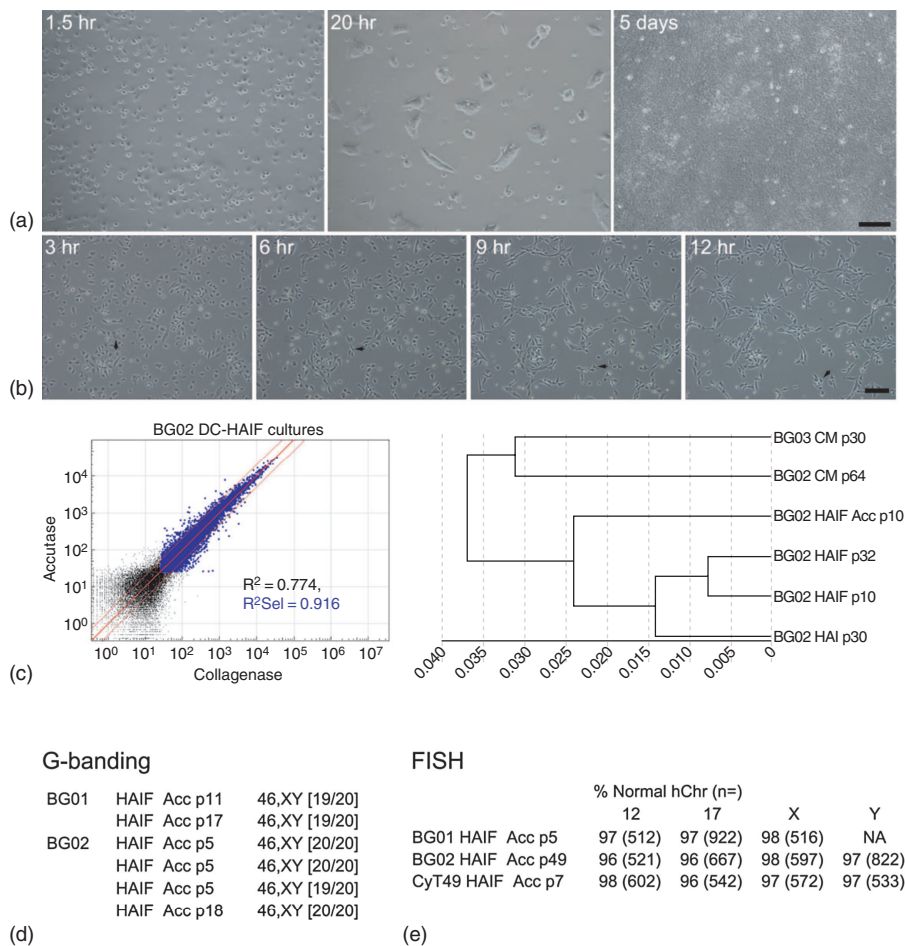 1.5 hr
20 hr
5 days
(a)
3 hr
6 hr
9 hr
12 hr
(b)
BG02 DC-HAIF cultures
Accutase
10⁴
10³
10²
10¹
10⁰
R² = 0.774,
R²Sel = 0.916
10⁰ 10¹ 10² 10³ 10⁴ 10⁵ 10⁶ 10⁷
Collagenase
(c)
BG03 CM p30
BG02 CM p64
BG02 HAIF Acc p10
BG02 HAIF p32
BG02 HAIF p10
BG02 HAI p30
0.040 0.035 0.030 0.025 0.020 0.015 0.010 0.005 0
G-banding
BG01 HAIF Acc p11 46,XY [19/20]
HAIF Acc p17 46,XY [19/20]
BG02 HAIF Acc p5 46,XY [20/20]
HAIF Acc p5 46,XY [20/20]
HAIF Acc p5 46,XY [19/20]
HAIF Acc p18 46,XY [20/20]
(d)
FISH
% Normal hChr (n=)
12 17 X Y
BG01 HAIF Acc p5 97 (512) 97 (922) 98 (516) NA
BG02 HAIF Acc p49 96 (521) 96 (667) 98 (597) 97 (822)
CyT49 HAIF Acc p7 98 (602) 96 (542) 97 (572) 97 (533)
(e)